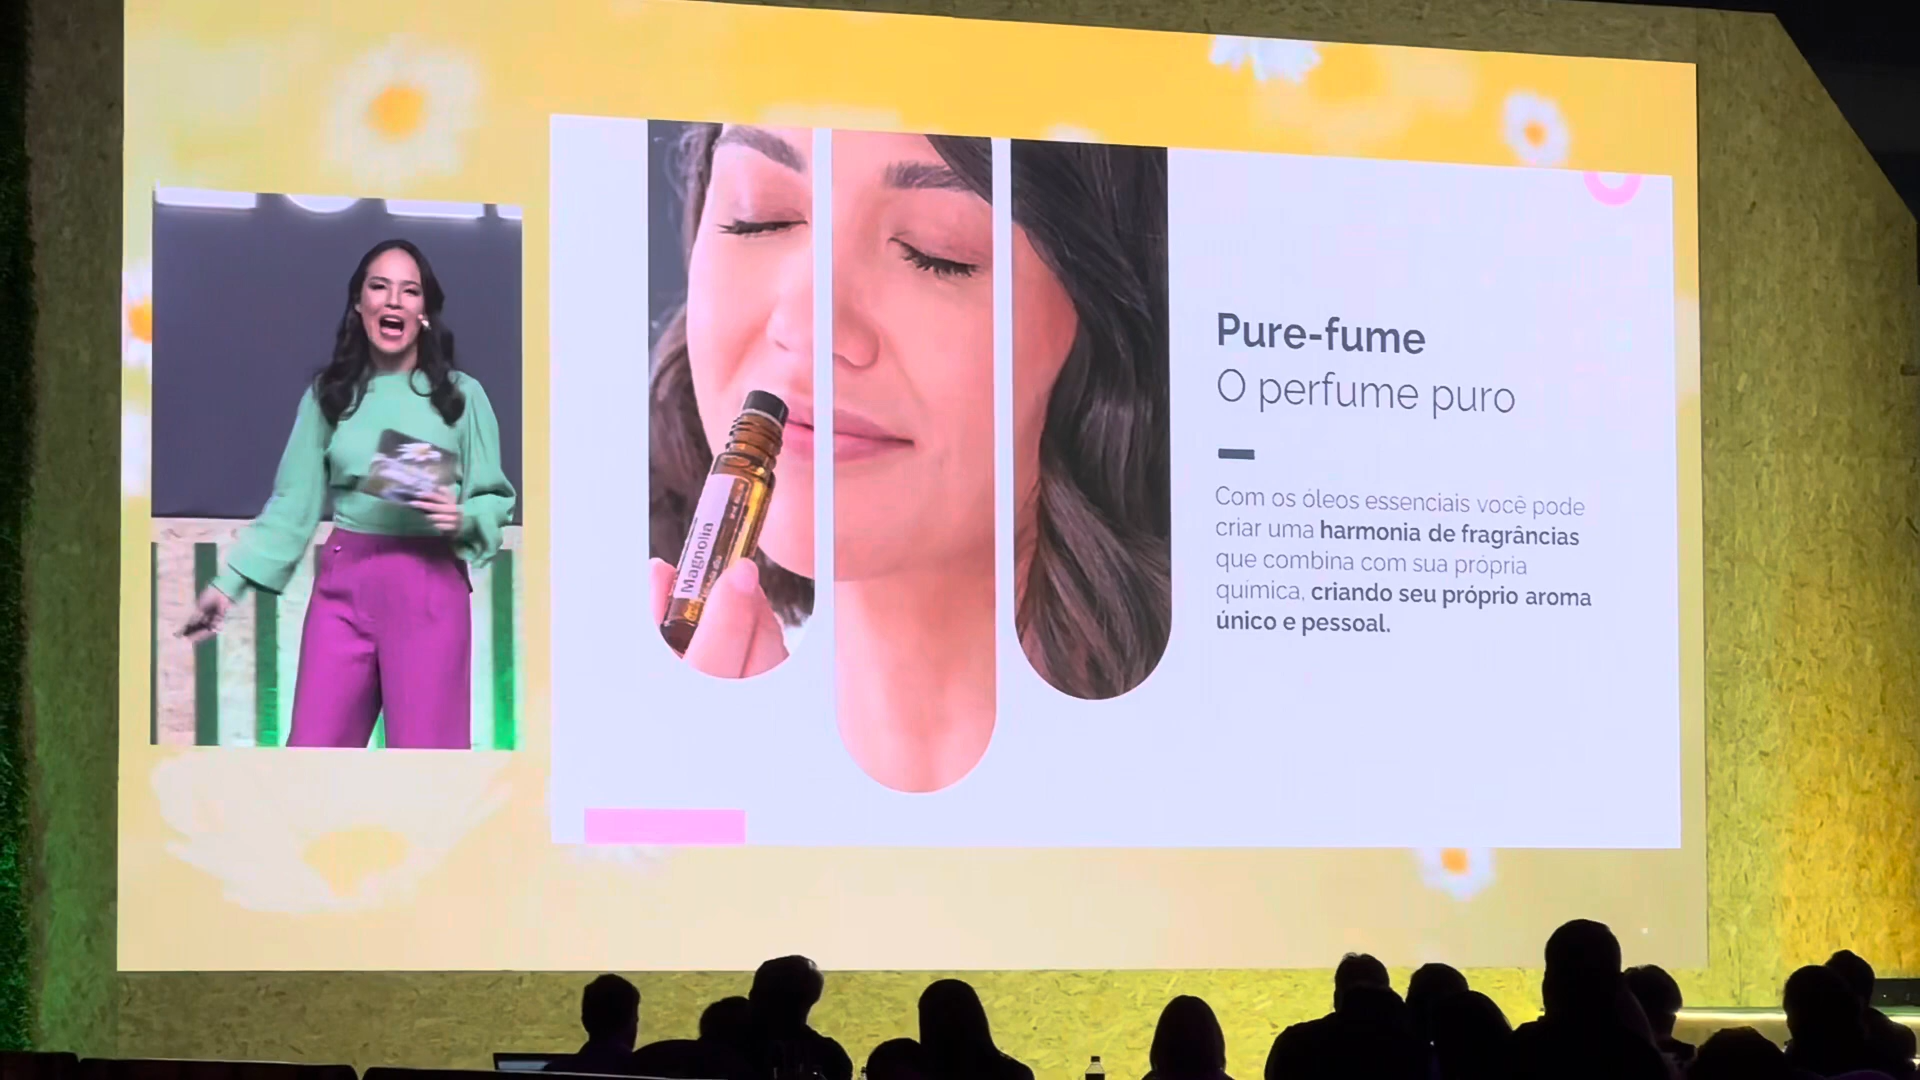 Pure-fume
O perfume puro
Com os óleos essenciais você pode
criar uma harmonia de fragrâncias
que combina com sua própria
química, criando seu próprio aroma
único e pessoal.
Magnolia